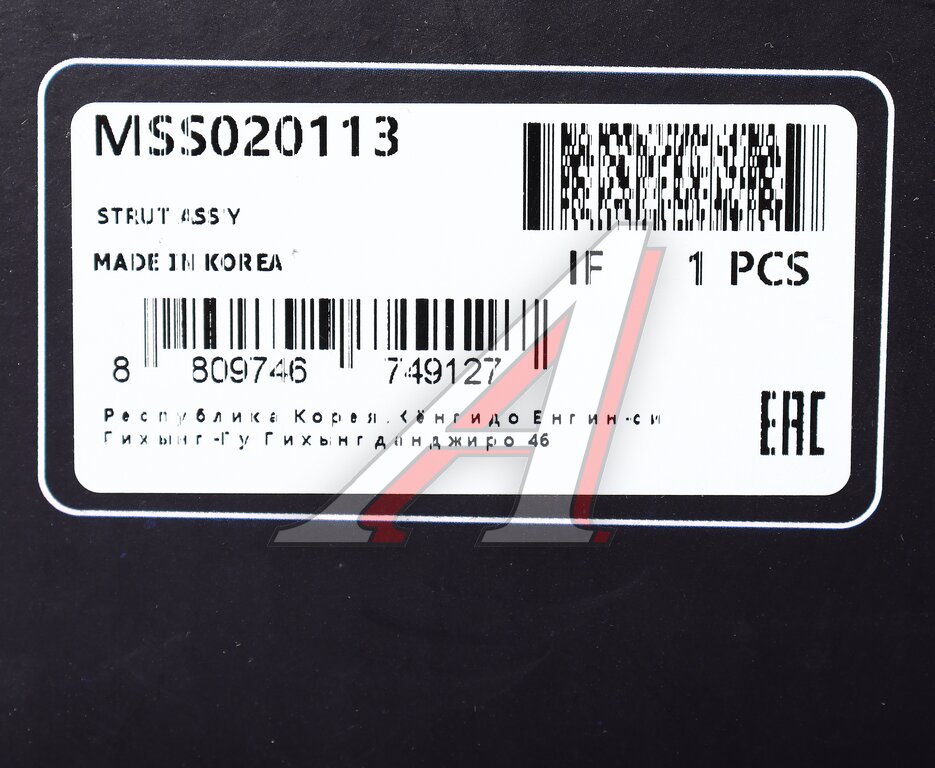 MSS020113
STRUT ASS'Y
MADE IN KOREA
IF 1 PCS
8 809746 749127
Республика Корея, Кёнгидо Енгин-си
Гихынг-Гу Гихынгданджиро 46
EAC